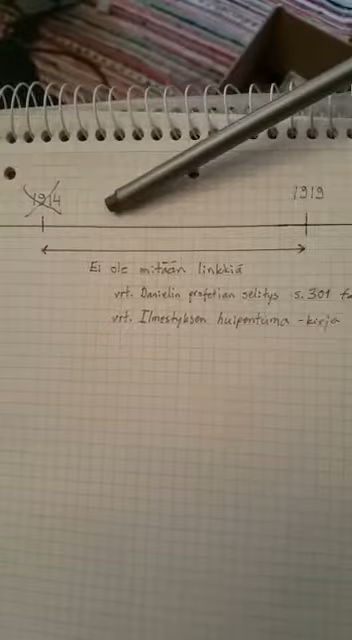 1914 1919
Ei ole mitään linkkiä
vrt. Danielin profetian selitys s. 301
vrt. Ilmestyksen huipentuma -kirja